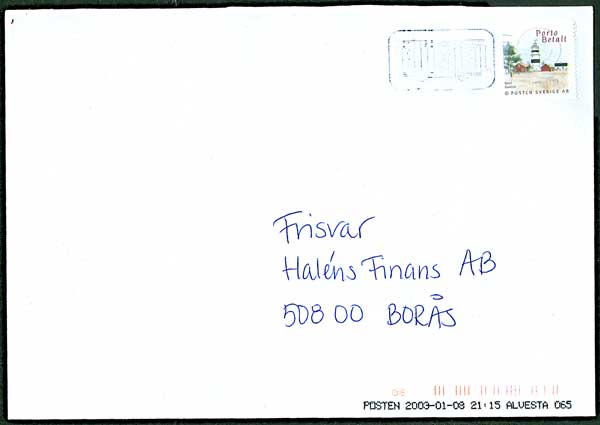 Porto
Betalt
© POSTEN SVERIGE AB
Frisvar
Haléns Finans AB
508 00 BORÅS
POSTEN 2003-01-08 21:15 ALVESTA 065